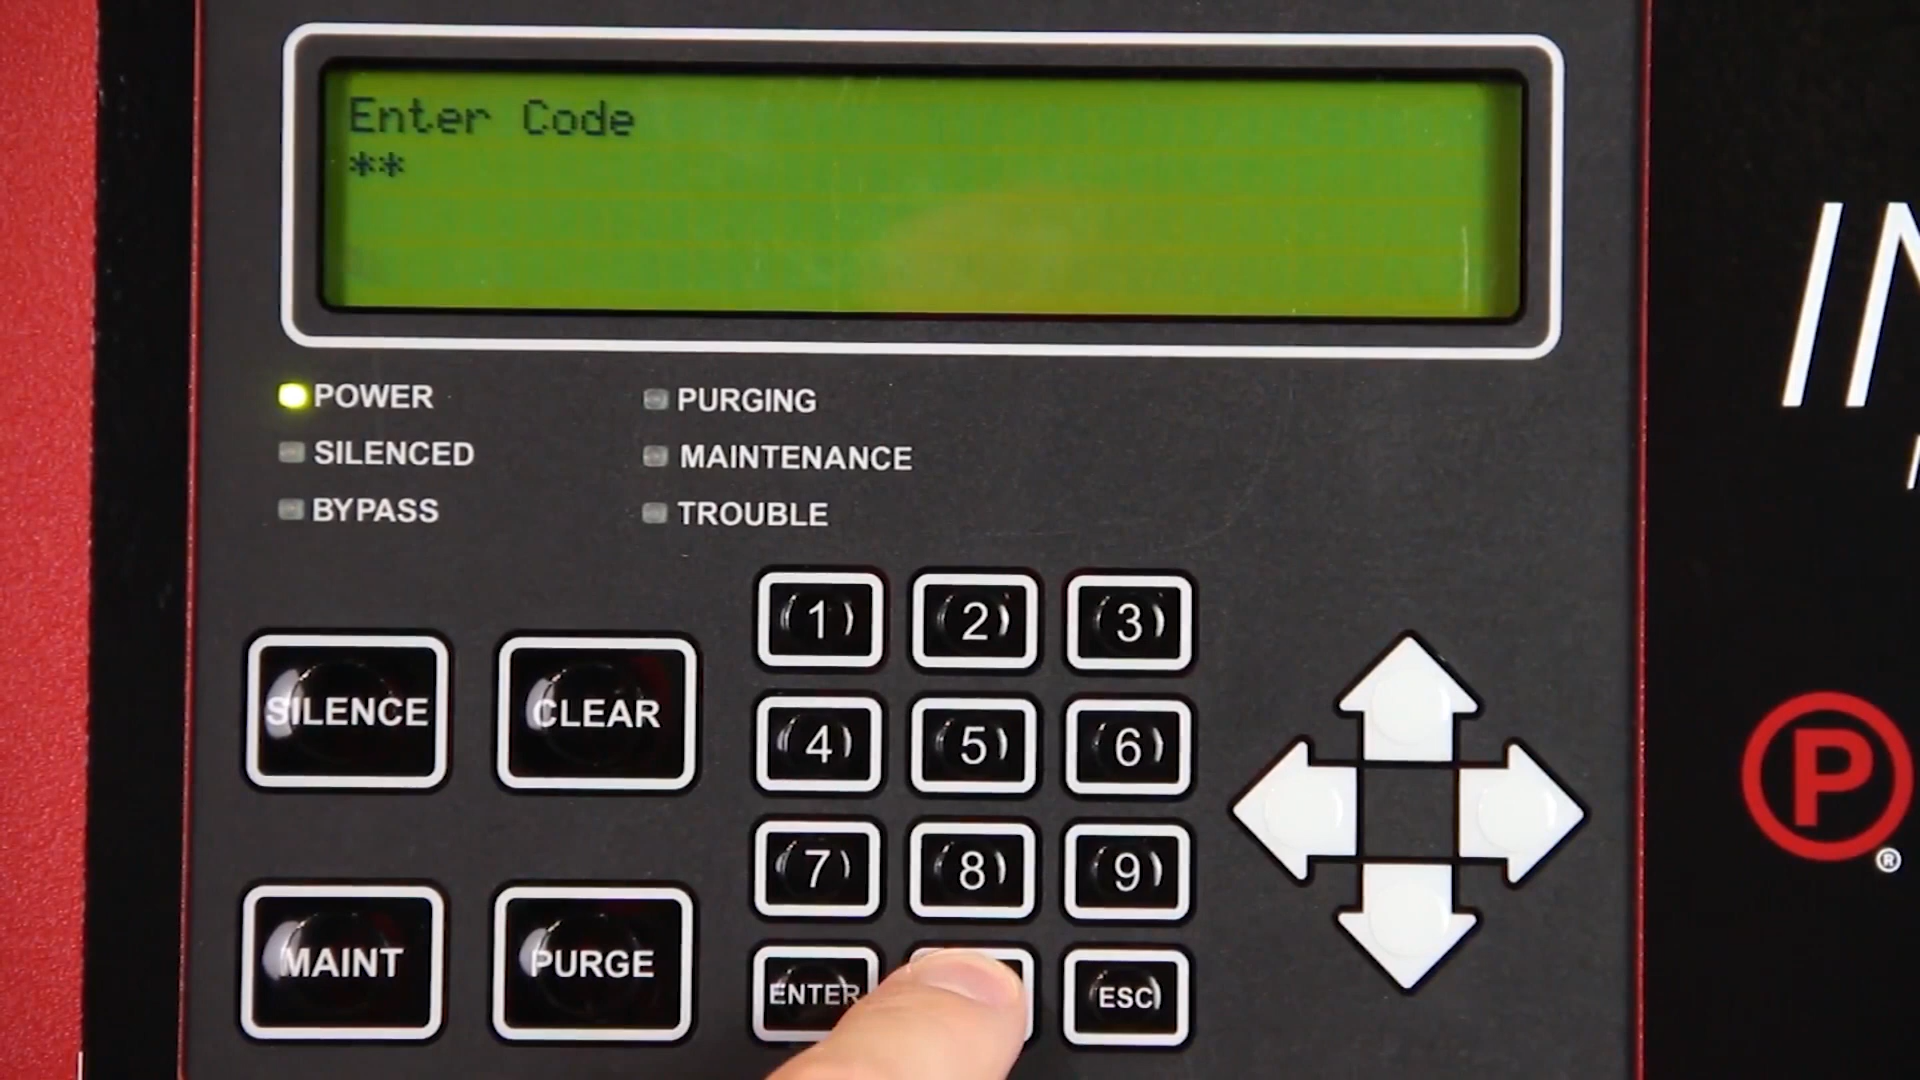 Enter Code
**
POWER
PURGING
SILENCED
MAINTENANCE
BYPASS
TROUBLE
1
2
3
SILENCE
CLEAR
4
5
6
7
8
9
MAINT
PURGE
ENTER
ESC
P
®